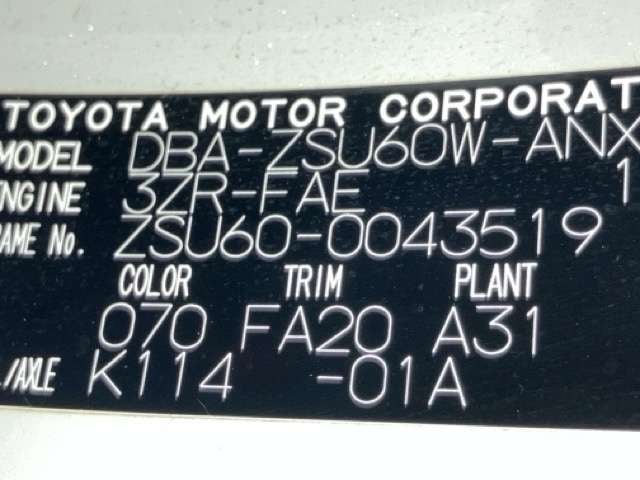 TOYOTA MOTOR CORPORAT
MODEL DBA-ZSU60W-ANX
ENGINE 3ZR-FAE 1
RAME No. ZSU60-0043519
COLOR TRIM PLANT
070 FA20 A31
./AXLE K114 -01A